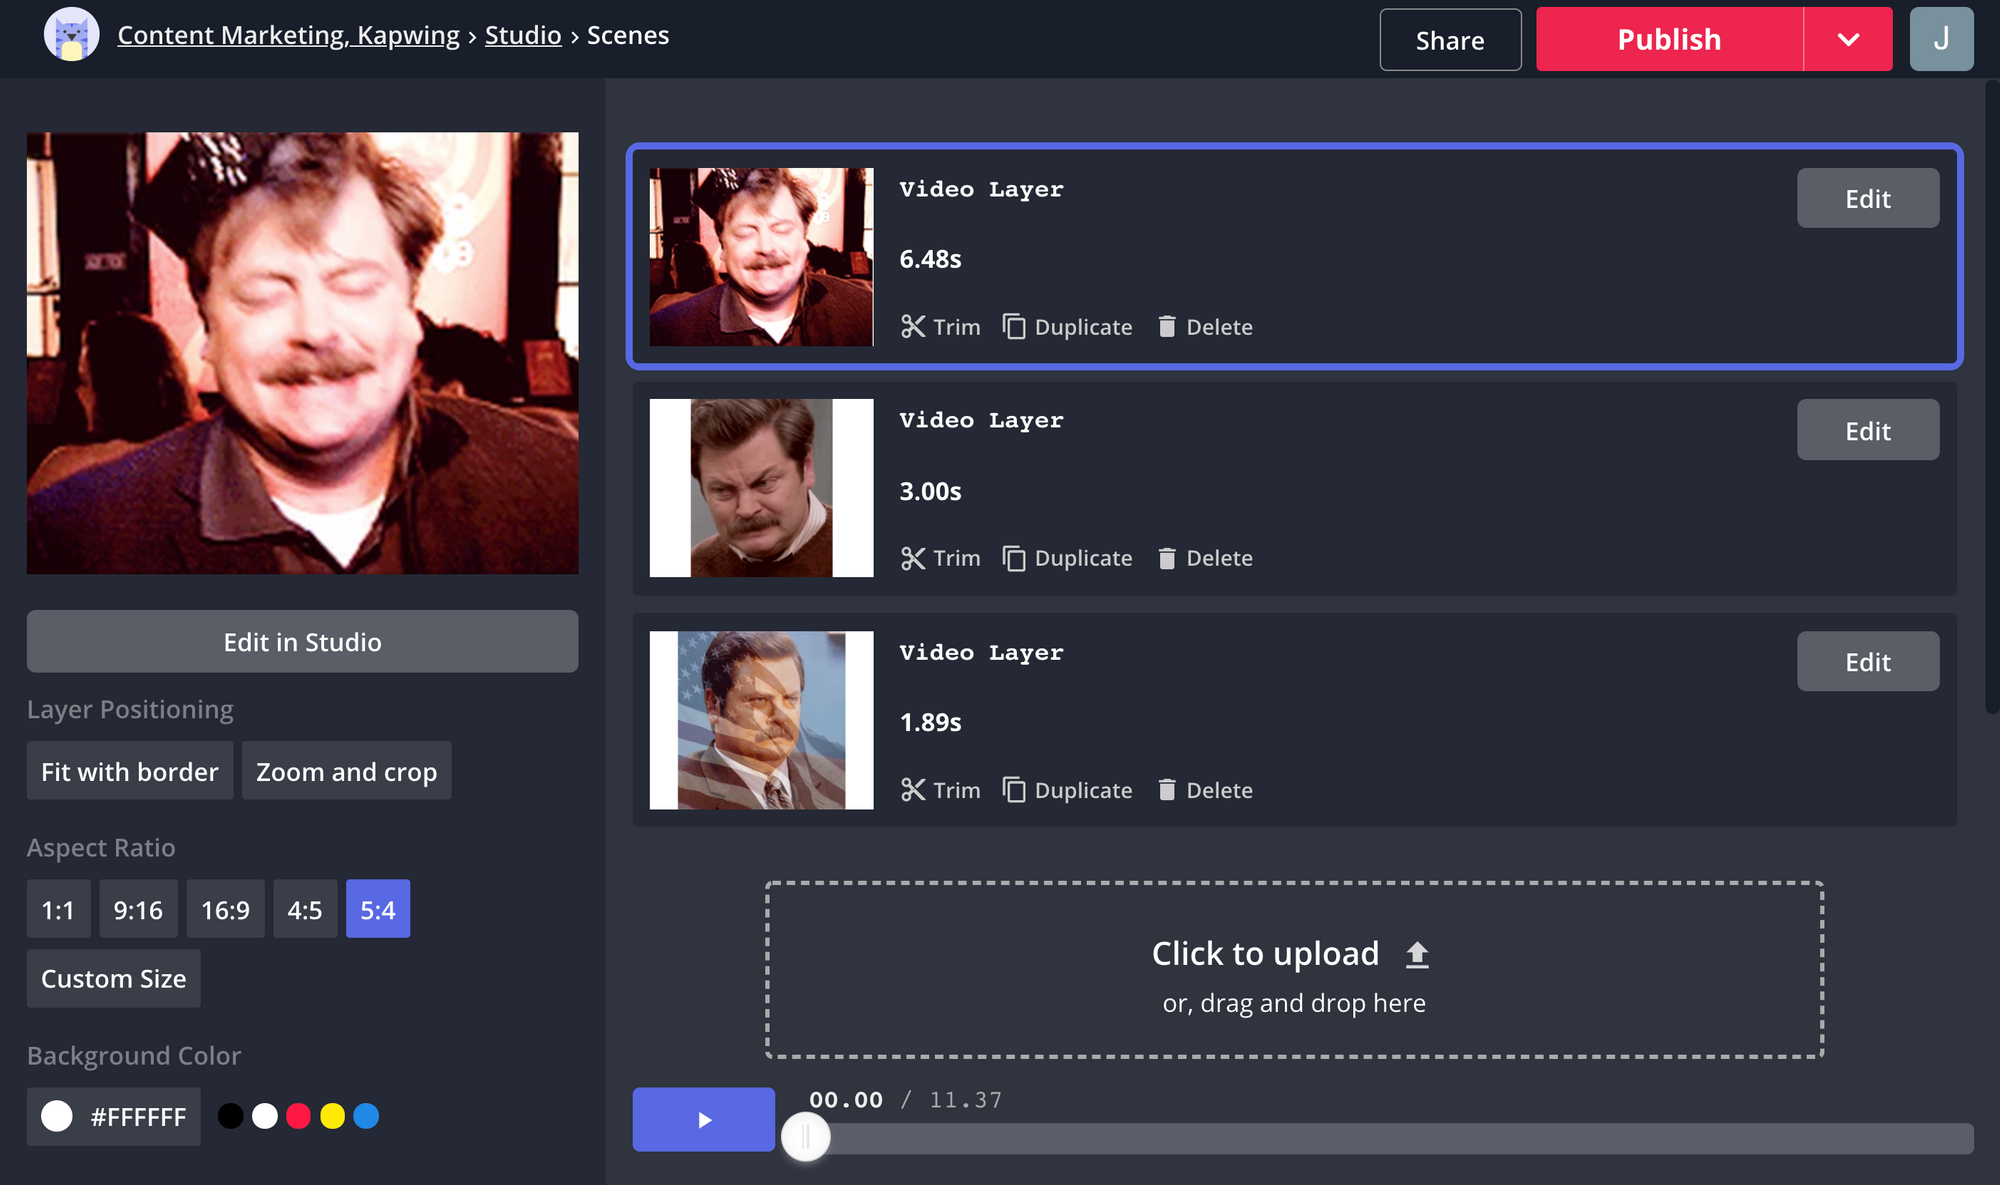 Content Marketing, Kapwing › Studio › Scenes
Share
Publish
J
Edit in Studio
Layer Positioning
Fit with border
Zoom and crop
Aspect Ratio
1:1
9:16
16:9
4:5
5:4
Custom Size
Background Color
#FFFFFF
Video Layer
Edit
6.48s
Trim
Duplicate
Delete
Video Layer
Edit
3.00s
Trim
Duplicate
Delete
Video Layer
Edit
1.89s
Trim
Duplicate
Delete
Click to upload
or, drag and drop here
00.00 / 11.37